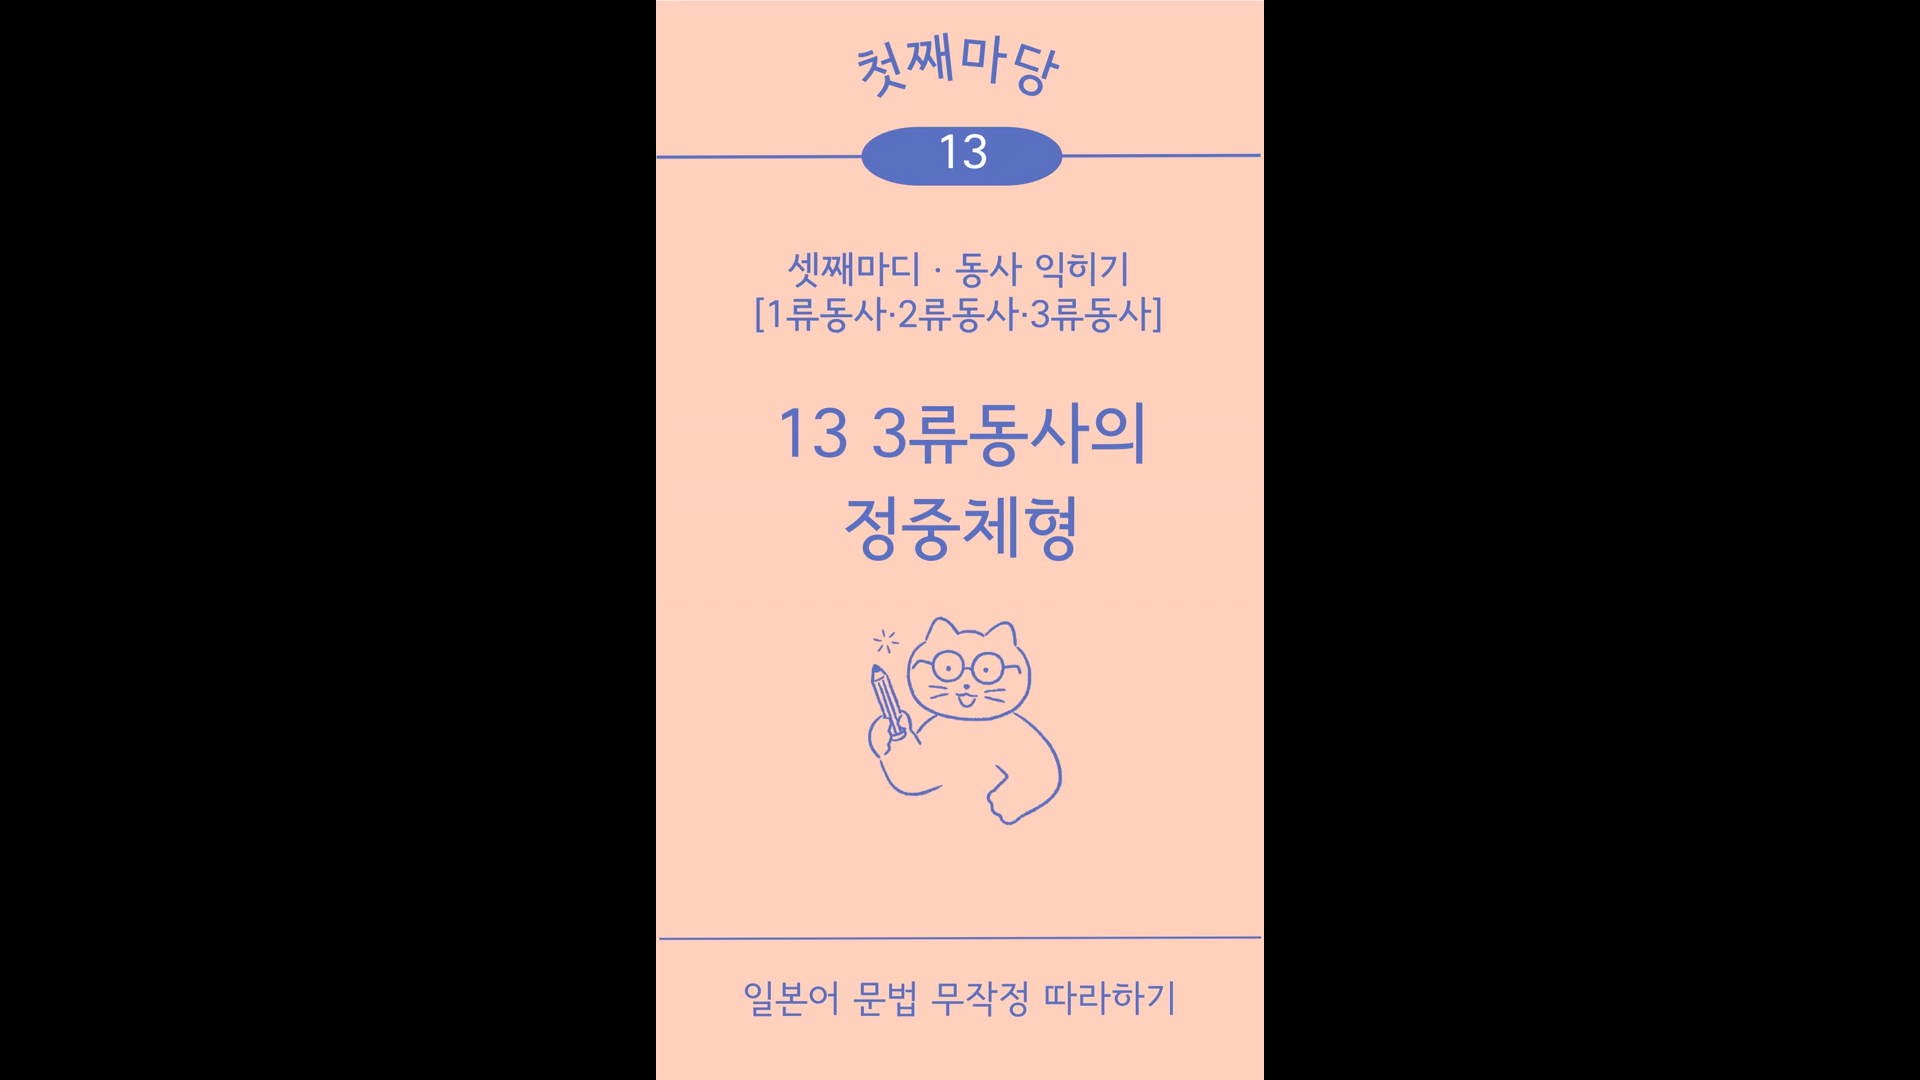 첫째마당
13
셋째마디 · 동사 익히기
[1류동사·2류동사·3류동사]
13 3류동사의
정중체형
일본어 문법 무작정 따라하기